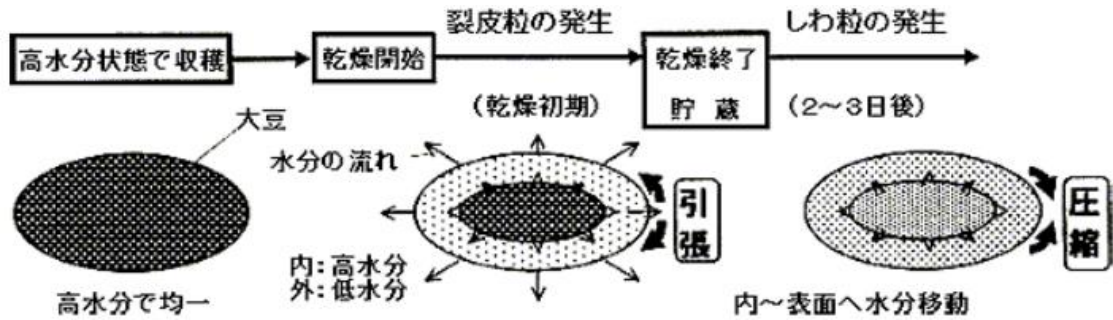 裂皮粒の発生
しわ粒の発生
高水分状態で収穫
乾燥開始
乾燥終了
貯 蔵
(乾燥初期)
(2〜3日後)
大豆
水分の流れ
引張
圧縮
内：高水分
外：低水分
高水分で均一
内〜表面へ水分移動